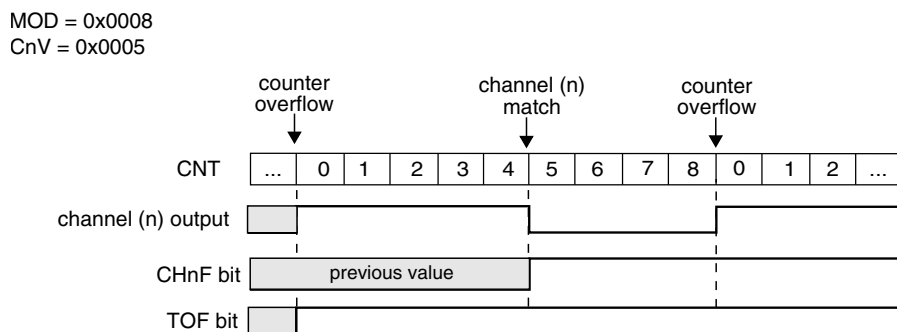 MOD = 0x0008
CnV = 0x0005
counter
overflow
channel (n)
match
counter
overflow
CNT ... 0 1 2 3 4 5 6 7 8 0 1 2 ...
channel (n) output
CHnF bit previous value
TOF bit